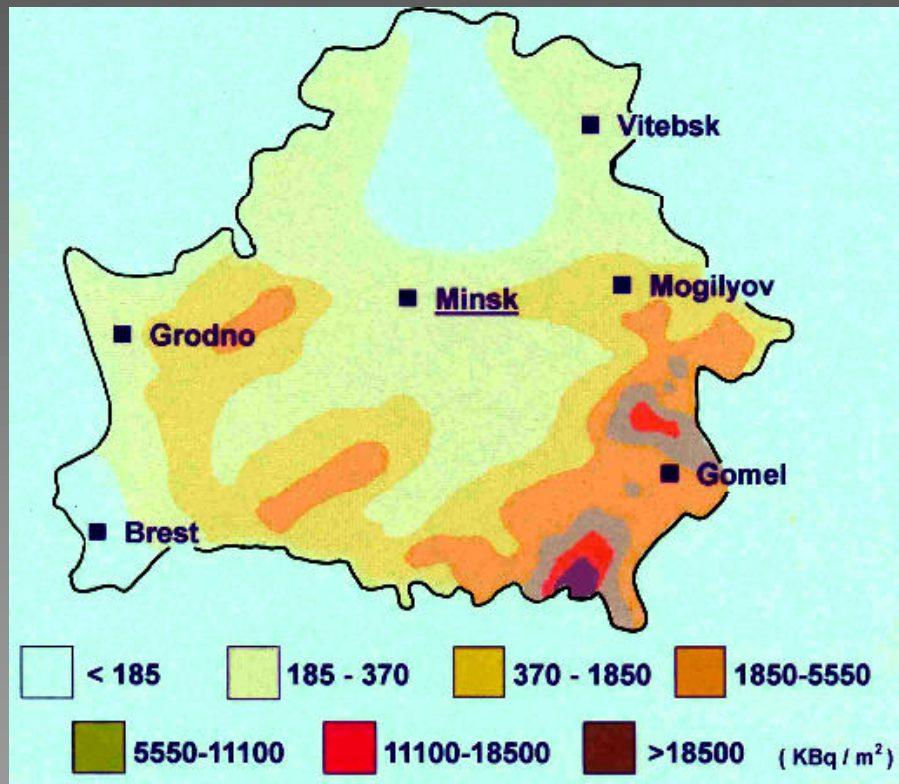 Vitebsk
Mogilyov
Minsk
Grodno
Gomel
Brest
< 185
185 - 370
370 - 1850
1850-5550
5550-11100
11100-18500
>18500
( KBq / m²)